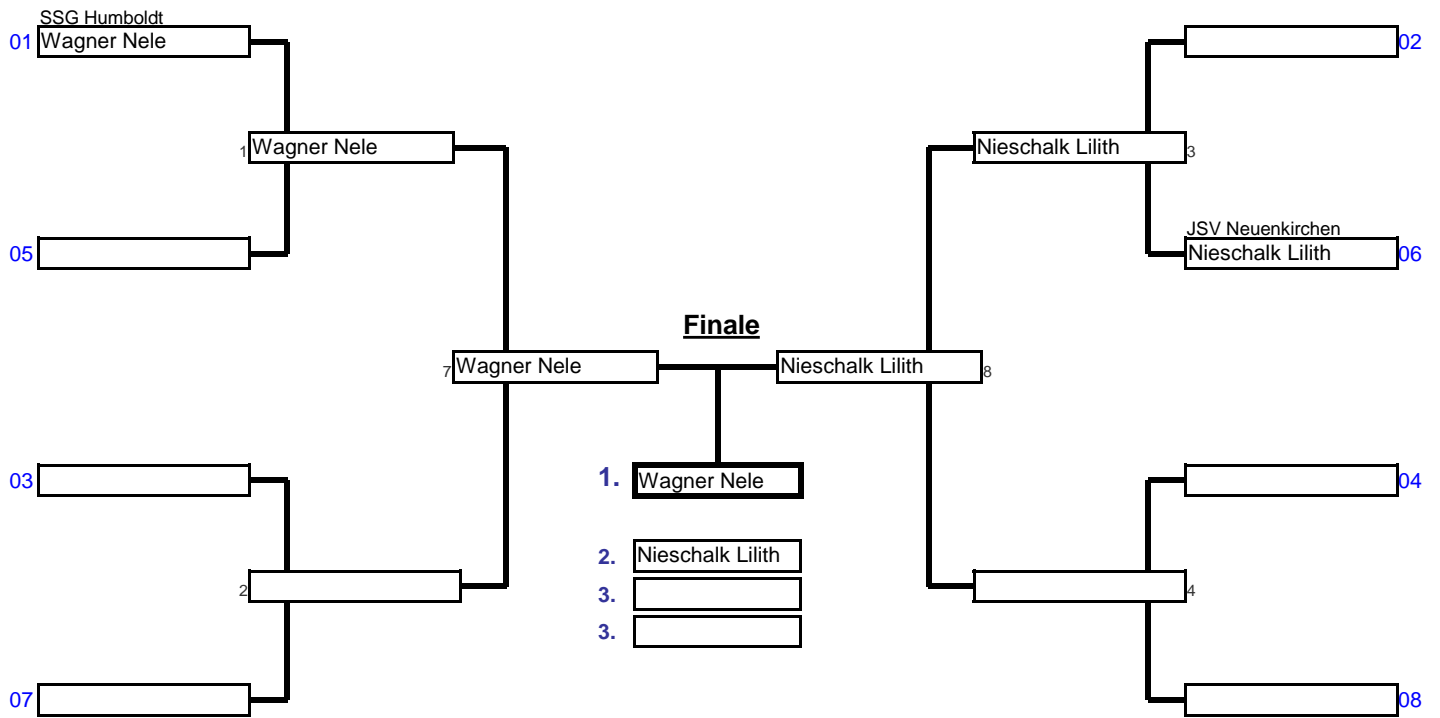 SSG Humboldt
01 Wagner Nele
02
1 Wagner Nele
Nieschalk Lilith 3
JSV Neuenkirchen
05
Nieschalk Lilith 06
Finale
7 Wagner Nele
Nieschalk Lilith 8
03
1. Wagner Nele
04
2. Nieschalk Lilith
2
3.
4
3.
07
08